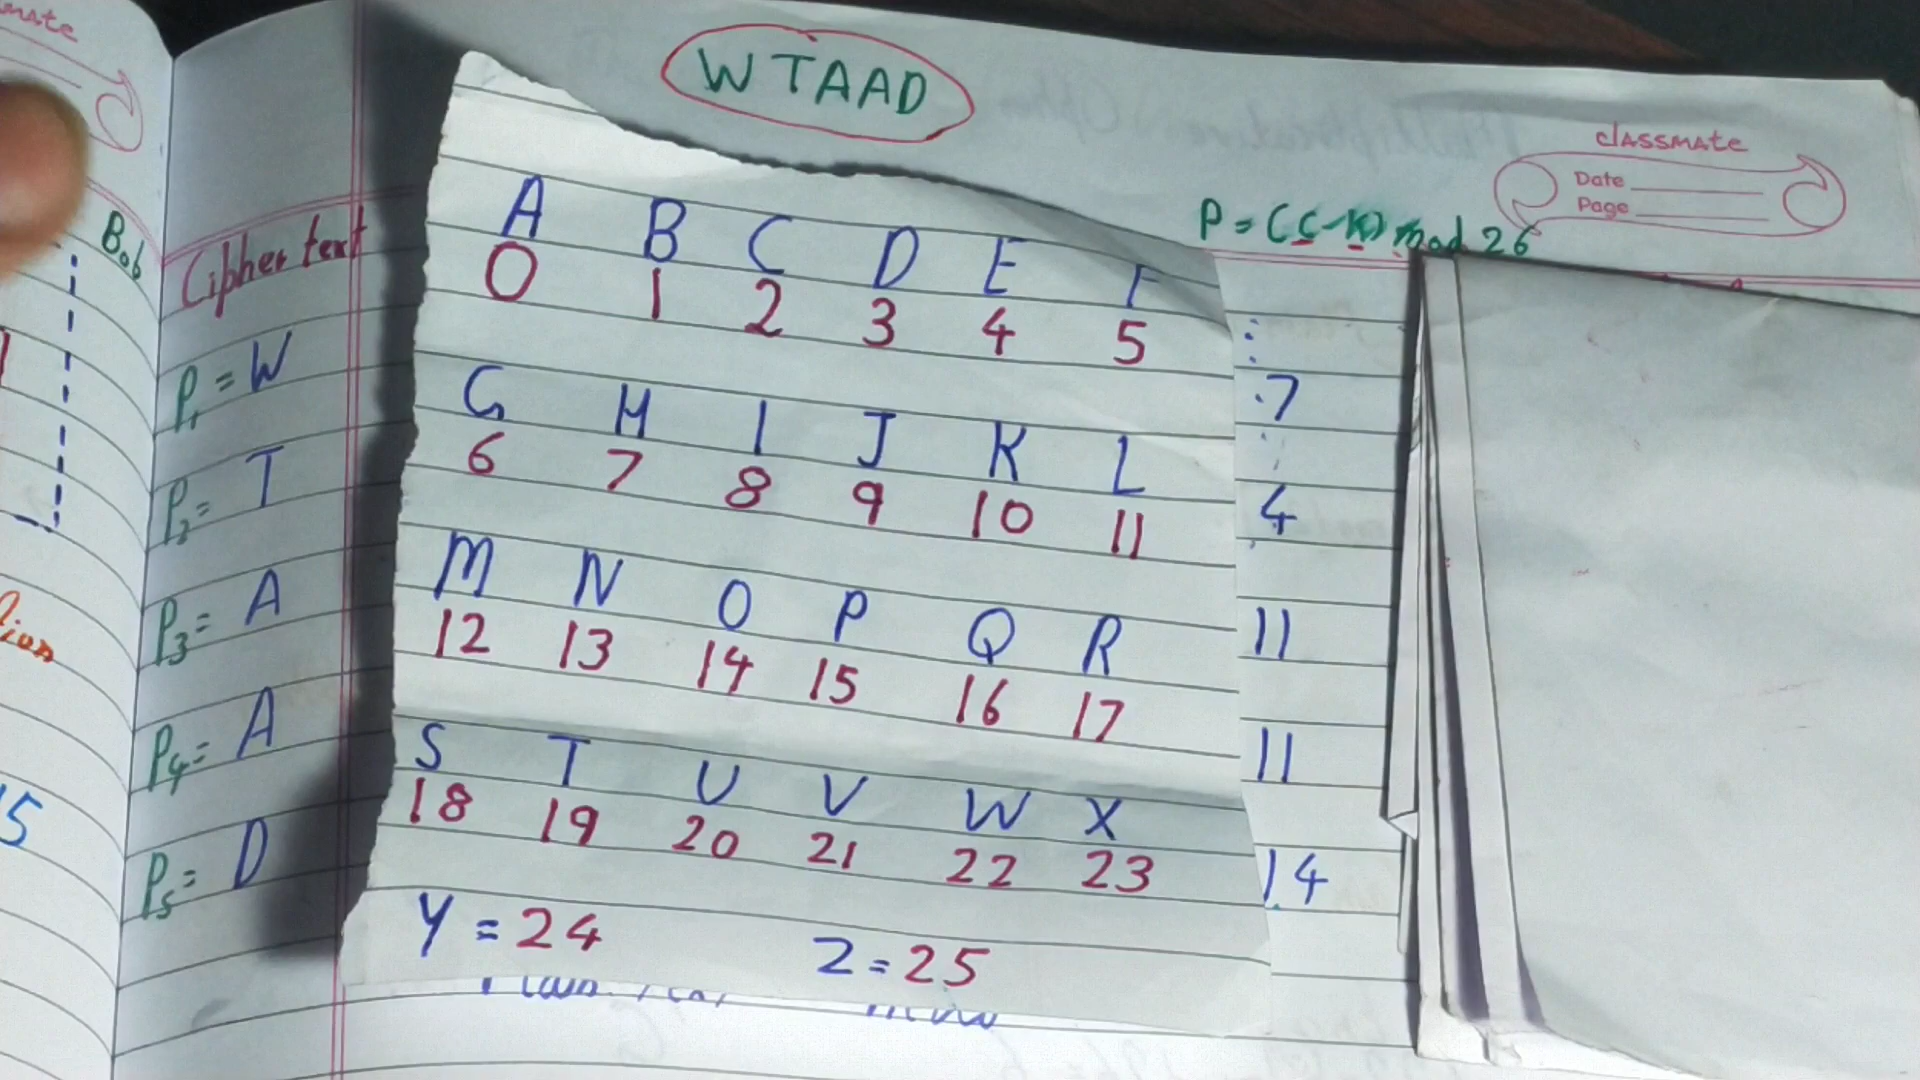 WTAAD
classmate
Date
Page
P = (C-K) mod 26
Bob
Cipher text
A B C D E F
0 1 2 3 4 5
P1 = W
7
G H I J K L
6 7 8 9 10 11
P2 = T
4
M N O P Q R
12 13 14 15 16 17
P3 = A
11
S T U V W X
18 19 20 21 22 23
P4 = A
11
15
P5 = D
14
Y = 24 Z = 25